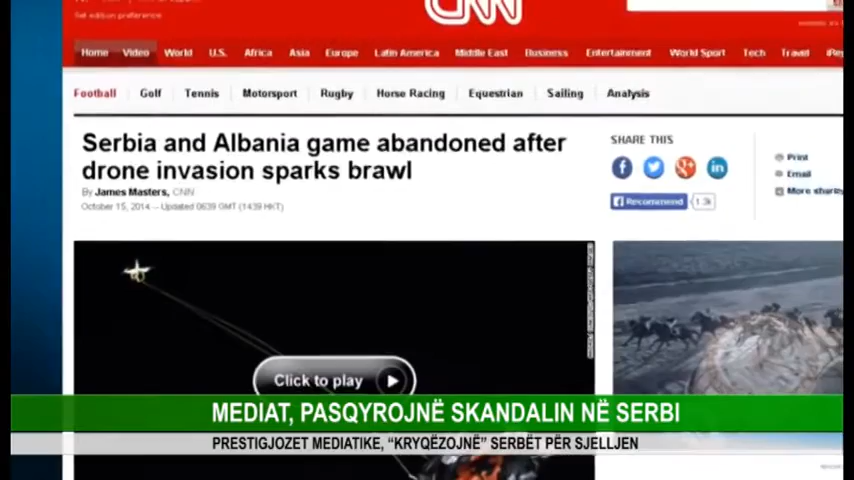 CNN
Set edition preference
Home Video World U.S. Africa Asia Europe Latin America Middle East Business Entertainment World Sport Tech Travel
Football Golf Tennis Motorsport Rugby Horse Racing Equestrian Sailing Analysis
Serbia and Albania game abandoned after
drone invasion sparks brawl
By James Masters, CNN
October 15, 2014 -- Updated 0639 GMT (1439 HKT)
SHARE THIS
Recommend 1.3k
Print
Email
More sharing
Click to play
MEDIAT, PASQYROJNË SKANDALIN NË SERBI
PRESTIGJOZET MEDIATIKE, “KRYQËZOJNË” SERBËT PËR SJELLJEN